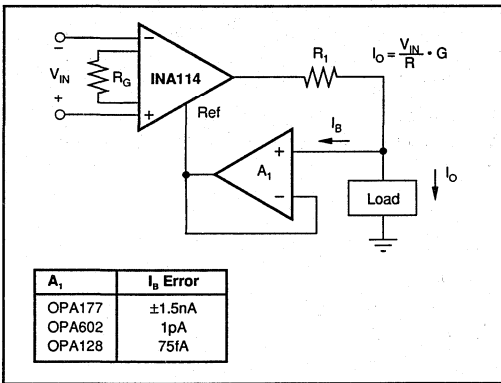 −
V_IN
+
R_G
−
INA114
+
Ref
R_1
I_O = V_IN / R • G
I_B
+
A_1
−
Load
I_O
A_1 I_B Error
OPA177 ±1.5nA
OPA602 1pA
OPA128 75fA